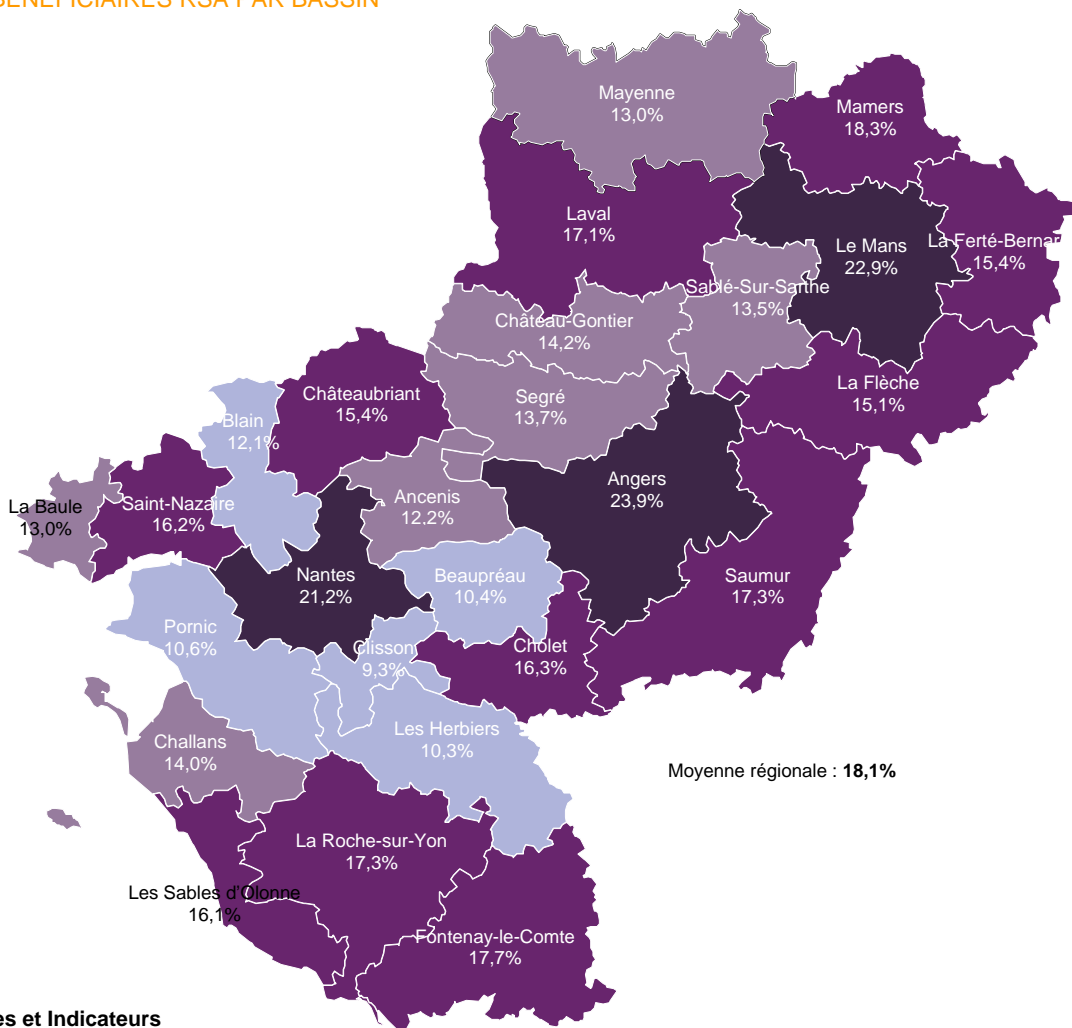 BÉNÉFICIAIRES RSA PAR BASSIN
Mayenne
13,0%
Mamers
18,3%
Laval
17,1%
Le Mans
22,9%
La Ferté-Bernar
15,4%
Sablé-Sur-Sarthe
13,5%
Château-Gontier
14,2%
La Flèche
15,1%
Châteaubriant
15,4%
Segré
13,7%
Blain
12,1%
Angers
23,9%
Ancenis
12,2%
La Baule
13,0%
Saint-Nazaire
16,2%
Nantes
21,2%
Beaupréau
10,4%
Saumur
17,3%
Pornic
10,6%
Clisson
9,3%
Cholet
16,3%
Les Herbiers
10,3%
Challans
14,0%
Moyenne régionale : 18,1%
La Roche-sur-Yon
17,3%
Les Sables d'Olonne
16,1%
Fontenay-le-Comte
17,7%
es et Indicateurs